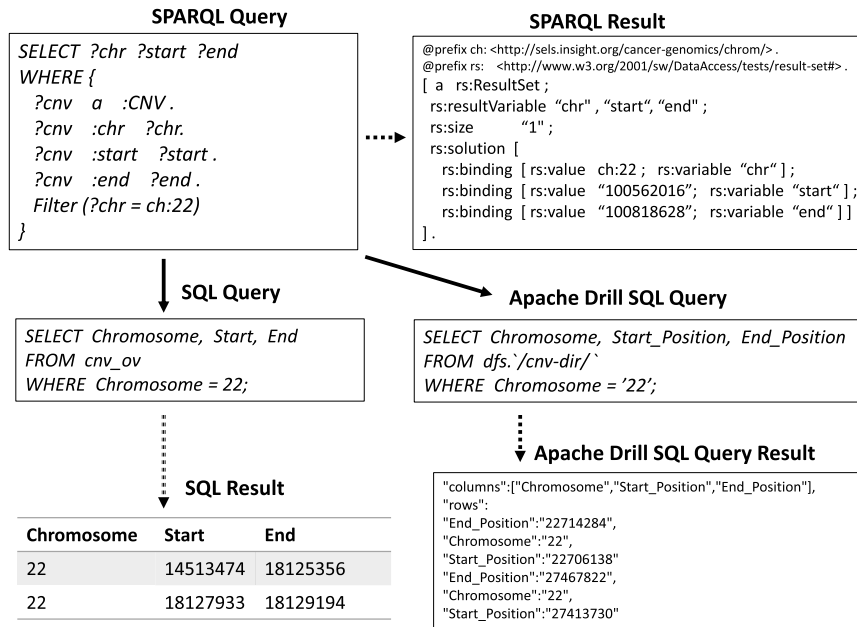 SPARQL Query
SELECT ?chr ?start ?end
WHERE {
?cnv a :CNV .
?cnv :chr ?chr.
?cnv :start ?start .
?cnv :end ?end .
Filter (?chr = ch:22)
}
SPARQL Result
@prefix ch: <http://sels.insight.org/cancer-genomics/chrom/> .
@prefix rs: <http://www.w3.org/2001/sw/DataAccess/tests/result-set#> .
[ a rs:ResultSet ;
rs:resultVariable “chr" , “start“, “end" ;
rs:size “1" ;
rs:solution [
rs:binding [ rs:value ch:22 ; rs:variable “chr“ ] ;
rs:binding [ rs:value “100562016”; rs:variable “start“ ] ;
rs:binding [ rs:value “100818628”; rs:variable “end“ ] ]
] .
SQL Query
SELECT Chromosome, Start, End
FROM cnv_ov
WHERE Chromosome = 22;
Apache Drill SQL Query
SELECT Chromosome, Start_Position, End_Position
FROM dfs.`/cnv-dir/ `
WHERE Chromosome = ’22’;
SQL Result
Chromosome Start End
22 14513474 18125356
22 18127933 18129194
Apache Drill SQL Query Result
"columns":["Chromosome","Start_Position","End_Position"],
"rows":
"End_Position":"22714284",
"Chromosome":"22",
"Start_Position":"22706138"
"End_Position":"27467822",
"Chromosome":"22",
"Start_Position":"27413730"